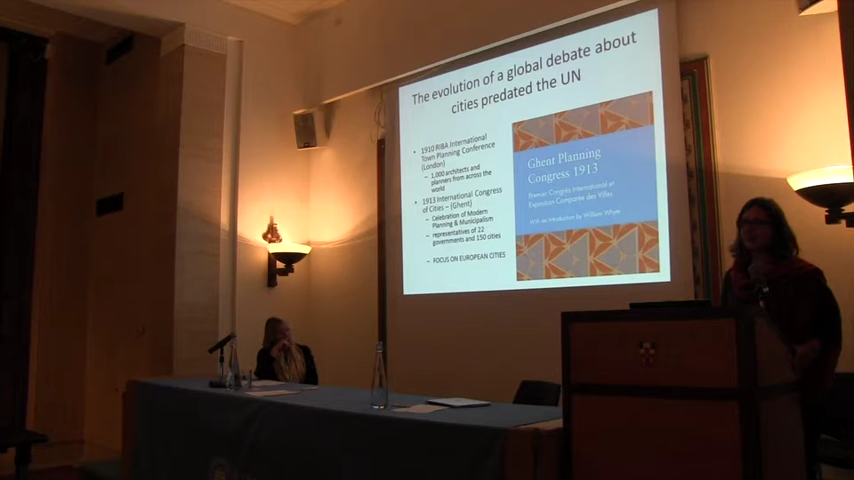 The evolution of a global debate about
cities predated the UN
• 1910 RIBA International
Town Planning Conference
(London)
– 1,000 architects and
planners from across the
world
• 1913 International Congress
of Cities – (Ghent)
– Celebration of Modern
Planning & Municipalism
– representatives of 22
governments and 150 cities
– FOCUS ON EUROPEAN CITIES
Ghent Planning
Congress 1913
Premier Congrès International et
Exposition Comparée des Villes
With an introduction by William Whyte